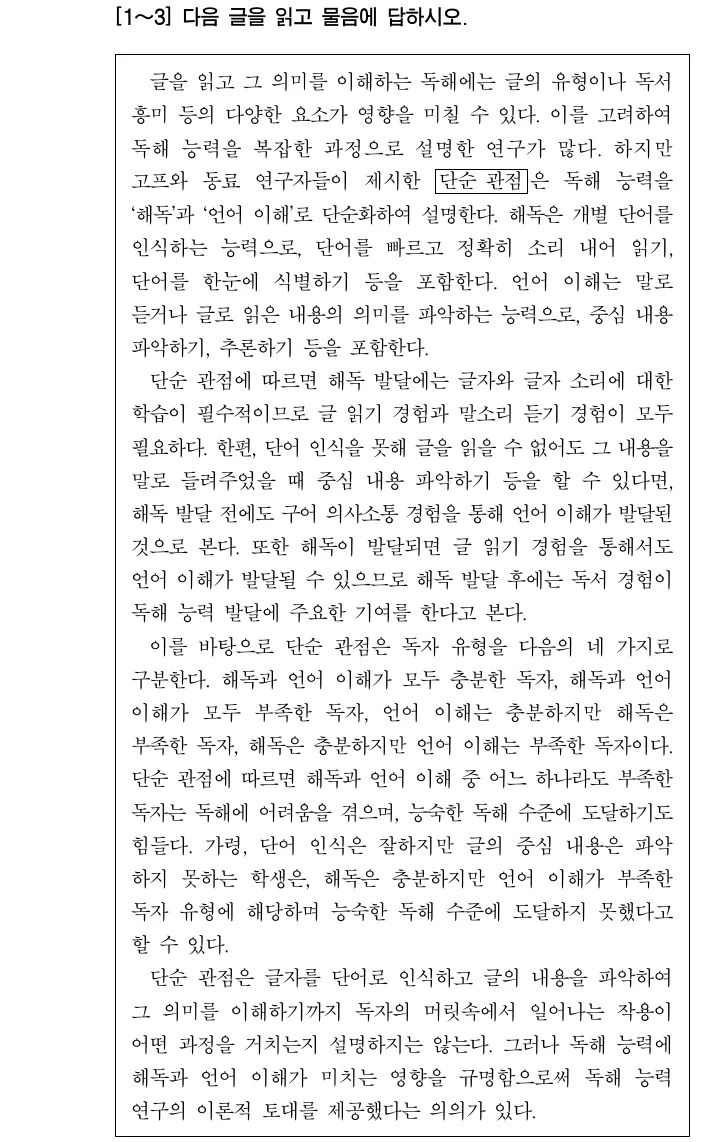 [1~3] 다음 글을 읽고 물음에 답하시오.
글을 읽고 그 의미를 이해하는 독해에는 글의 유형이나 독서
흥미 등의 다양한 요소가 영향을 미칠 수 있다. 이를 고려하여
독해 능력을 복잡한 과정으로 설명한 연구가 많다. 하지만
고프와 동료 연구자들이 제시한 단순 관점은 독해 능력을
‘해독’과 ‘언어 이해’로 단순화하여 설명한다. 해독은 개별 단어를
인식하는 능력으로, 단어를 빠르고 정확히 소리 내어 읽기,
단어를 한눈에 식별하기 등을 포함한다. 언어 이해는 말로
듣거나 글로 읽은 내용의 의미를 파악하는 능력으로, 중심 내용
파악하기, 추론하기 등을 포함한다.
단순 관점에 따르면 해독 발달에는 글자와 글자 소리에 대한
학습이 필수적이므로 글 읽기 경험과 말소리 듣기 경험이 모두
필요하다. 한편, 단어 인식을 못해 글을 읽을 수 없어도 그 내용을
말로 들려주었을 때 중심 내용 파악하기 등을 할 수 있다면,
해독 발달 전에도 구어 의사소통 경험을 통해 언어 이해가 발달된
것으로 본다. 또한 해독이 발달되면 글 읽기 경험을 통해서도
언어 이해가 발달될 수 있으므로 해독 발달 후에는 독서 경험이
독해 능력 발달에 주요한 기여를 한다고 본다.
이를 바탕으로 단순 관점은 독자 유형을 다음의 네 가지로
구분한다. 해독과 언어 이해가 모두 충분한 독자, 해독과 언어
이해가 모두 부족한 독자, 언어 이해는 충분하지만 해독은
부족한 독자, 해독은 충분하지만 언어 이해는 부족한 독자이다.
단순 관점에 따르면 해독과 언어 이해 중 어느 하나라도 부족한
독자는 독해에 어려움을 겪으며, 능숙한 독해 수준에 도달하기도
힘들다. 가령, 단어 인식은 잘하지만 글의 중심 내용은 파악
하지 못하는 학생은, 해독은 충분하지만 언어 이해가 부족한
독자 유형에 해당하며 능숙한 독해 수준에 도달하지 못했다고
할 수 있다.
단순 관점은 글자를 단어로 인식하고 글의 내용을 파악하여
그 의미를 이해하기까지 독자의 머릿속에서 일어나는 작용이
어떤 과정을 거치는지 설명하지는 않는다. 그러나 독해 능력에
해독과 언어 이해가 미치는 영향을 규명함으로써 독해 능력
연구의 이론적 토대를 제공했다는 의의가 있다.